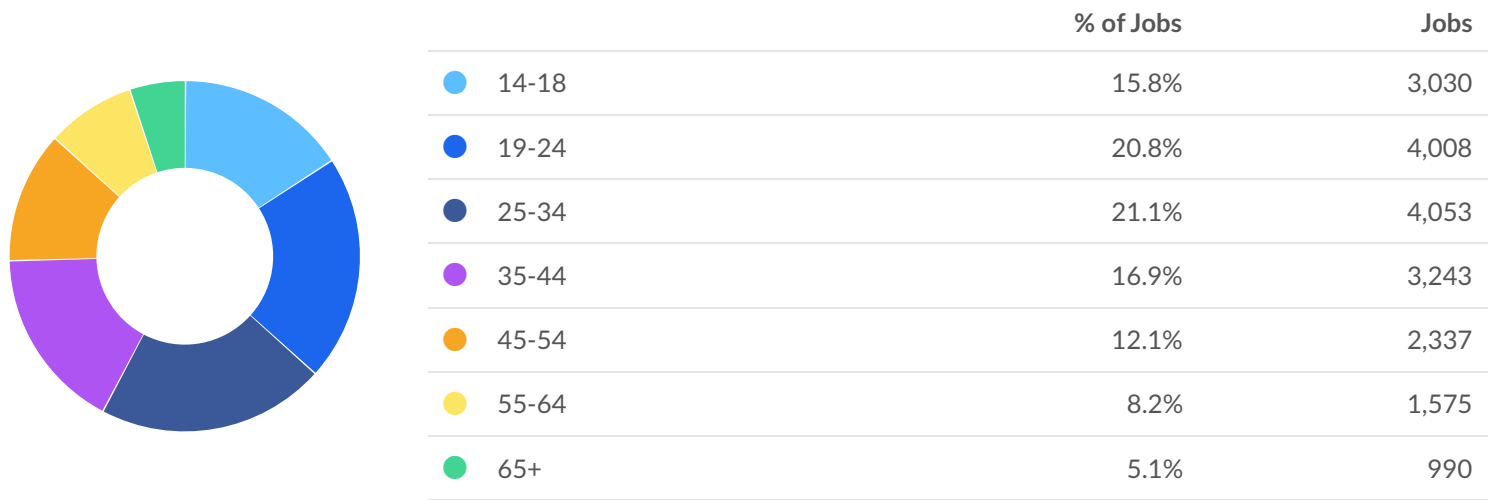 % of Jobs Jobs
14-18 15.8% 3,030
19-24 20.8% 4,008
25-34 21.1% 4,053
35-44 16.9% 3,243
45-54 12.1% 2,337
55-64 8.2% 1,575
65+ 5.1% 990